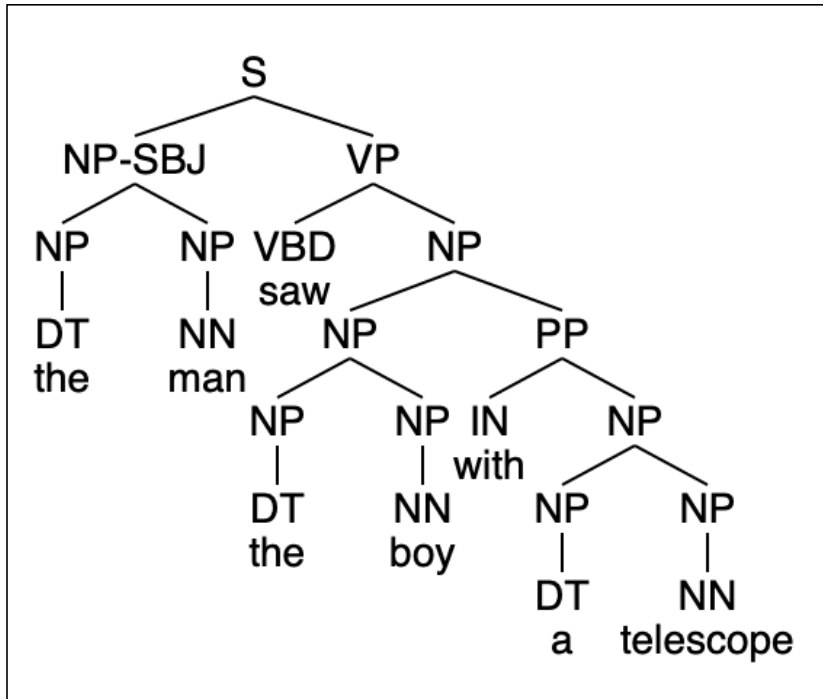 S
NP-SBJ VP
NP NP VBD NP
saw
DT NN NP PP
the man
NP NP IN NP
with
DT NN NP NP
the boy
DT NN
a telescope